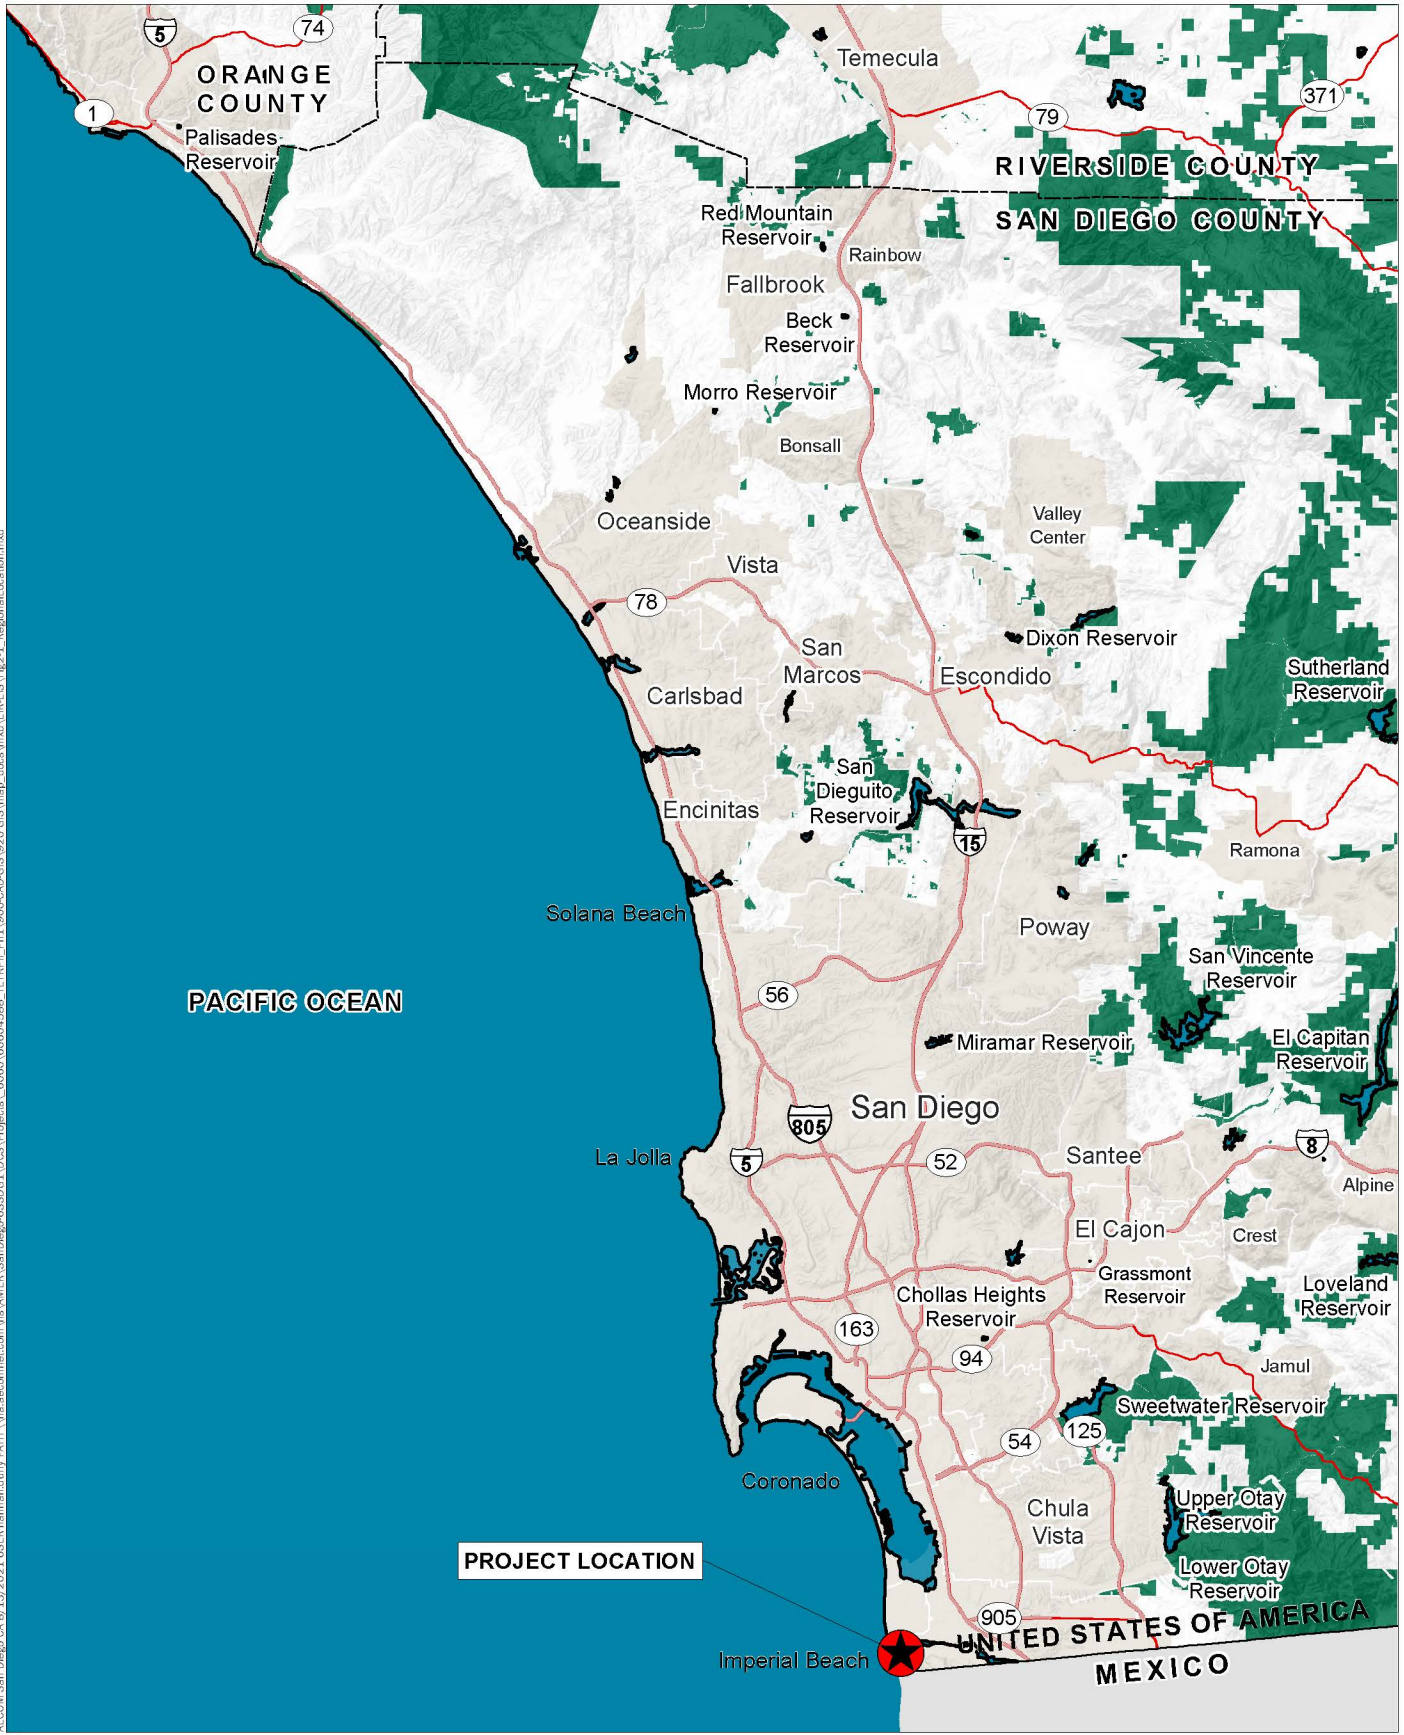 5
74
Temecula
ORANGE
COUNTY
371
1
79
Palisades
Reservoir
RIVERSIDE COUNTY
SAN DIEGO COUNTY
Red Mountain
Reservoir
Rainbow
Fallbrook
Beck
Reservoir
Morro Reservoir
Bonsall
Oceanside
Valley
Center
Vista
78
Dixon Reservoir
San
Marcos
Escondido
Sutherland
Reservoir
Carlsbad
San
Dieguito
Reservoir
Encinitas
15
Ramona
Solana Beach
Poway
San Vincente
Reservoir
56
PACIFIC OCEAN
Miramar Reservoir
El Capitan
Reservoir
San Diego
805
La Jolla
5
52
Santee
8
Alpine
El Cajon
Crest
Grassmont
Reservoir
Loveland
Reservoir
Chollas Heights
Reservoir
163
94
Jamul
Sweetwater Reservoir
54
125
Coronado
Chula
Vista
Upper Otay
Reservoir
PROJECT LOCATION
Lower Otay
Reservoir
905
UNITED STATES OF AMERICA
Imperial Beach
MEXICO